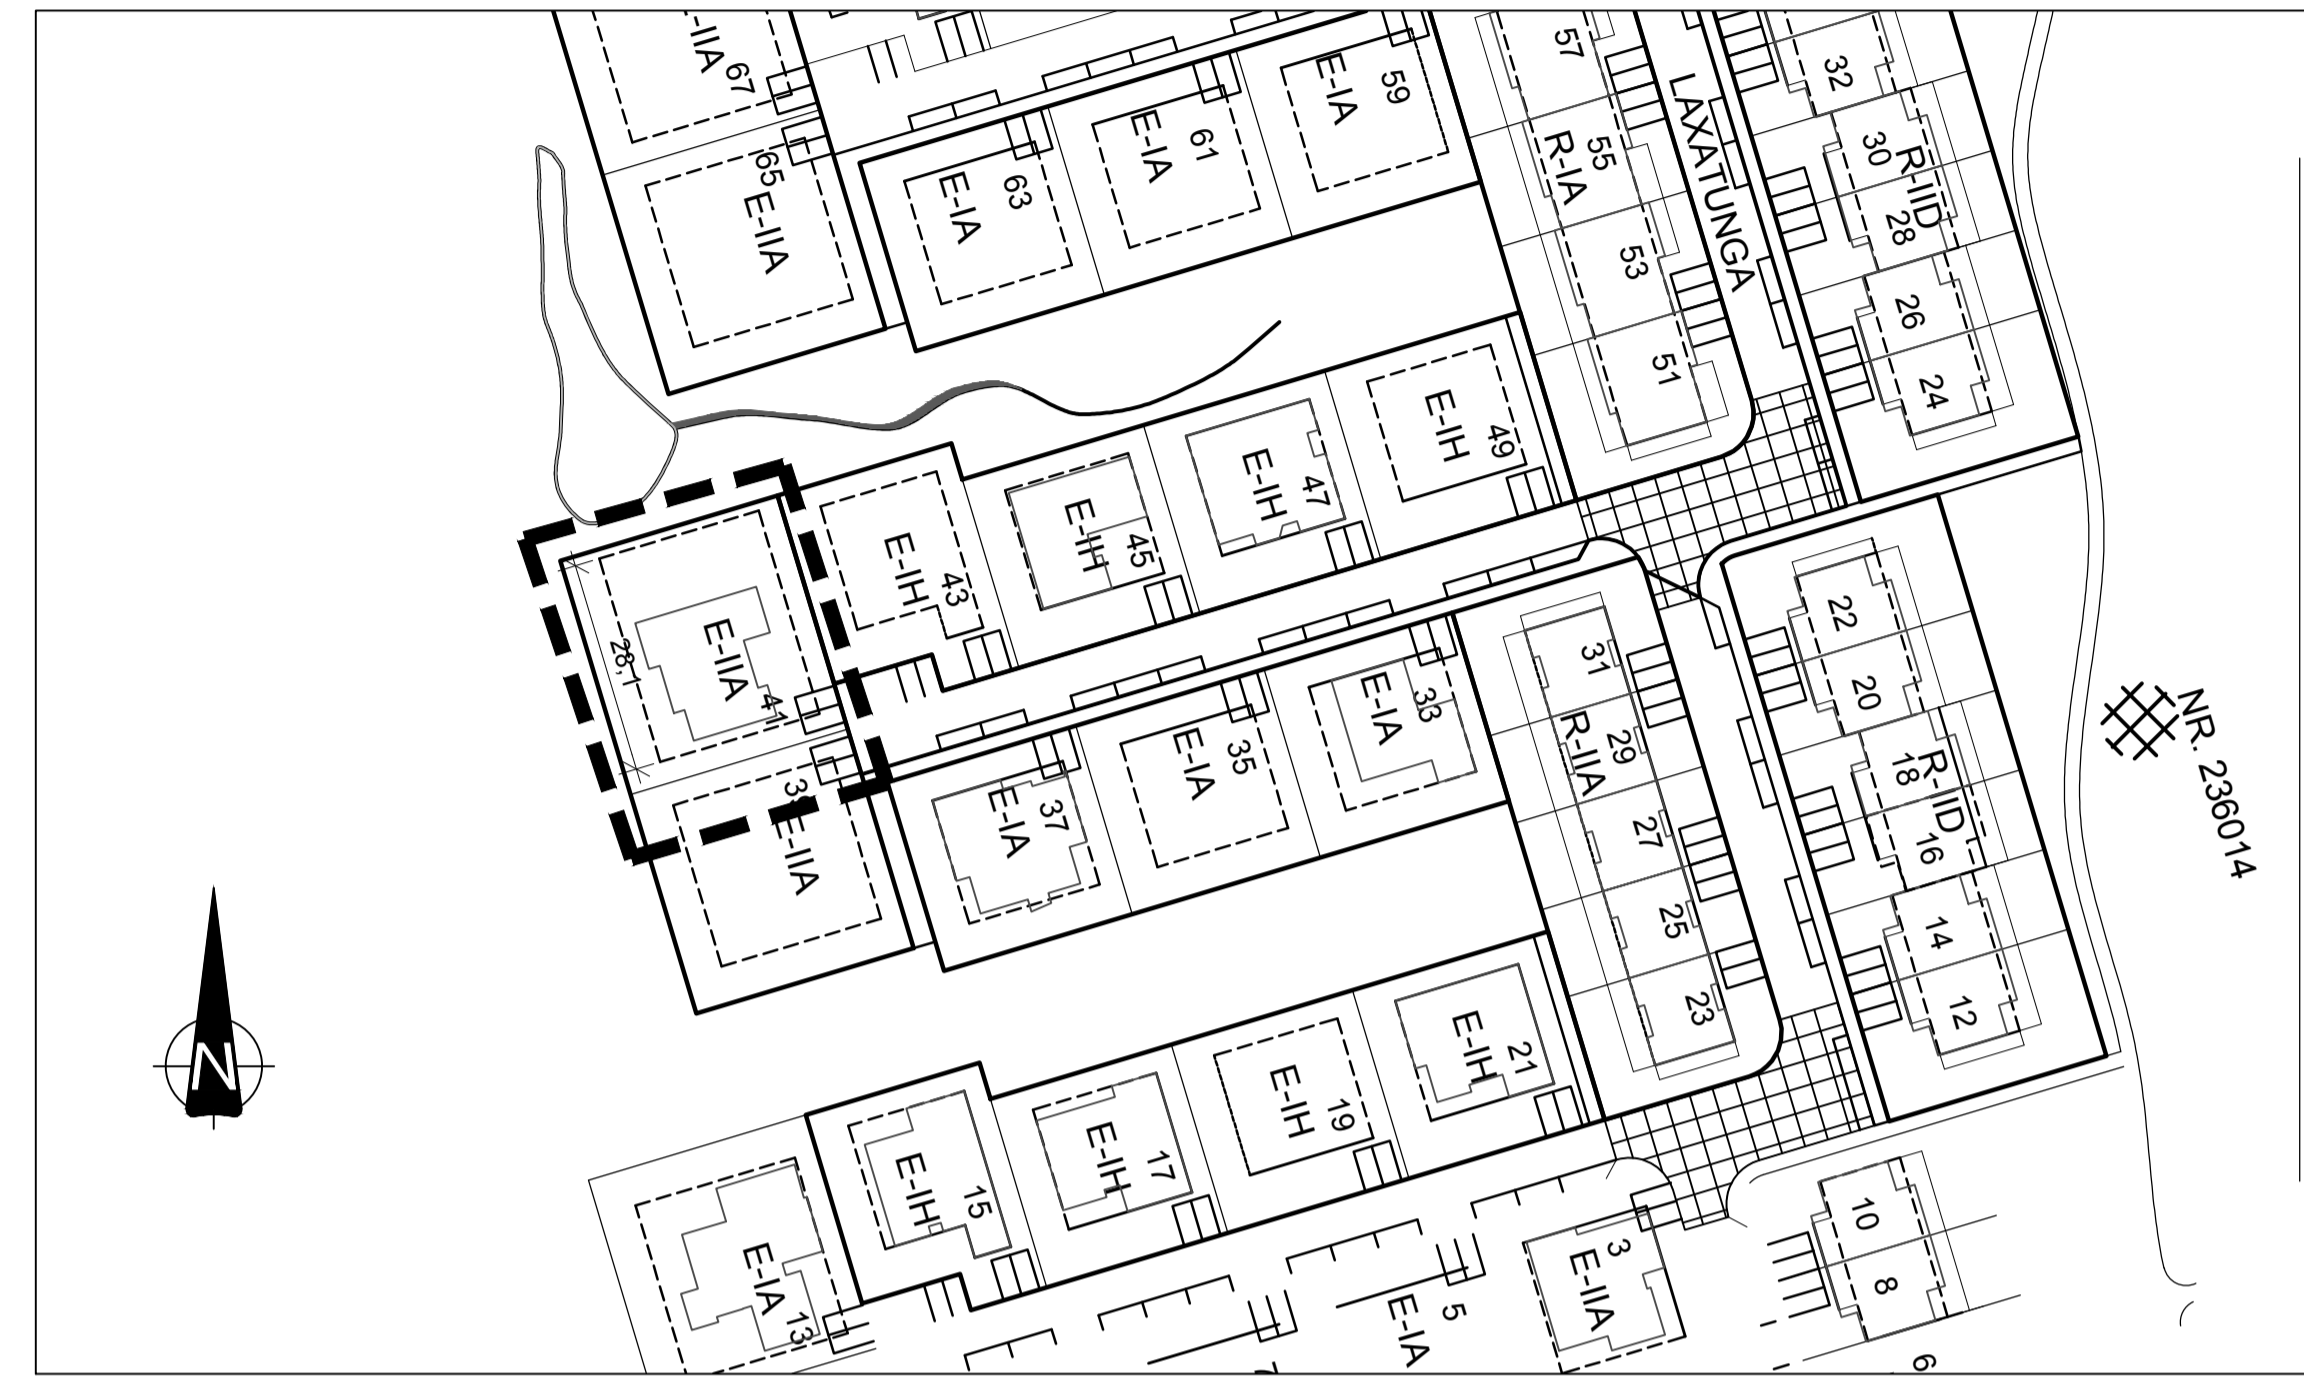 E-IIA 67
65 E-IIA
E-IA 63
E-IA 61
E-IA 59
57
R-IA 55
53
51
LAXATUNGA
32
30
R-IID
28
26
24
E-IIA 41
28,1
E-IH 43
E-IH 45
E-IH 47
E-IH 49
E-IIA
E-IA 37
E-IA 35
E-IA 33
31
R-IIA 29
27
25
23
22
20
18
R-IID
16
14
12
NR. 236014
N
E-IA 13
E-IH 15
E-IH 17
E-IH 19
E-IH 21
E-IIA 3
E-IA 5
10
8
6